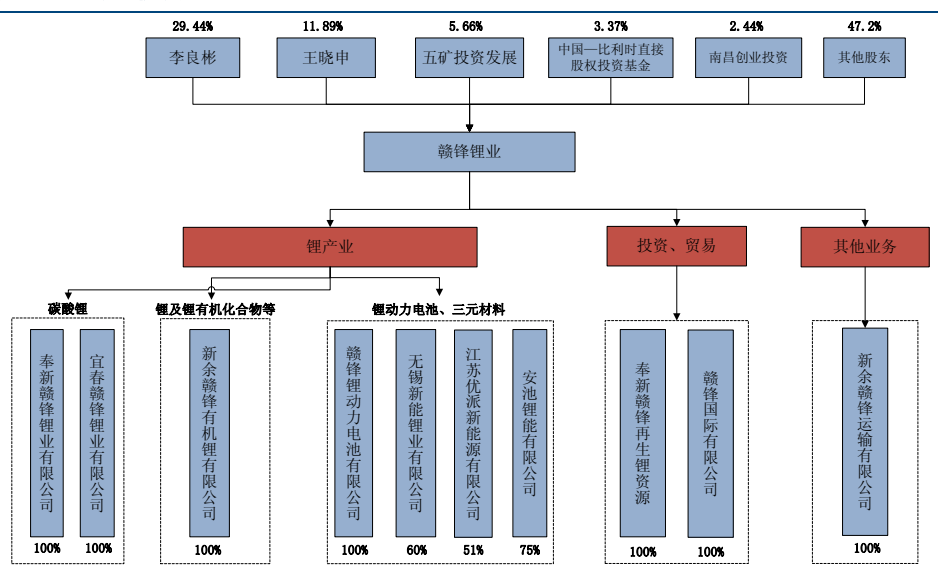 29.44%
11.89%
5.66%
3.37%
2.44%
47.2%
李良彬
王晓申
五矿投资发展
中国—比利时直接
股权投资基金
南昌创业投资
其他股东
赣锋锂业
锂产业
投资、贸易
其他业务
碳酸锂
锂及锂有机化合物等
锂动力电池、三元材料
奉新赣锋锂业有限公司
宜春赣锋锂业有限公司
新余赣锋有机锂有限公司
赣锋锂动力电池有限公司
无锡新能锂业有限公司
江苏优派新能源有限公司
安池锂能有限公司
奉新赣锋再生锂资源
赣锋国际有限公司
新余赣锋运输有限公司
100%
100%
100%
100%
60%
51%
75%
100%
100%
100%